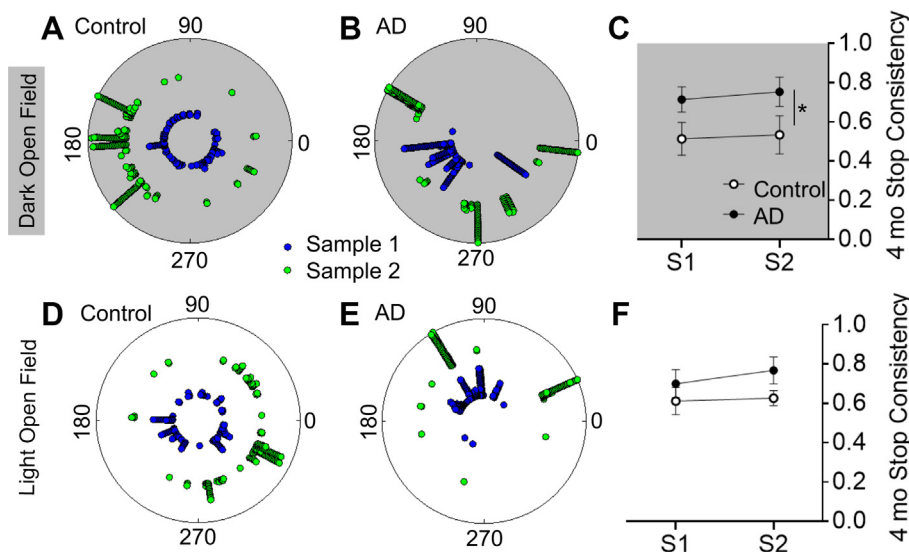 A Control 90
B AD 90
C
Dark Open Field
180
0
270
180
0
270
Sample 1
Sample 2
1.0
0.8
0.6
0.4
0.2
0.0
4 mo Stop Consistency
*
Control
AD
S1 S2
D Control 90
E AD 90
F
Light Open Field
180
0
270
180
0
270
1.0
0.8
0.6
0.4
0.2
0.0
4 mo Stop Consistency
S1 S2